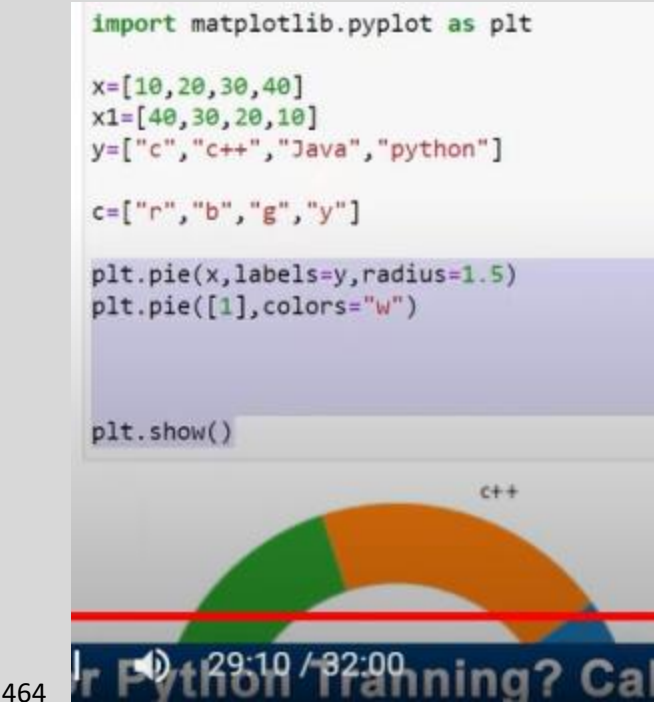 import matplotlib.pyplot as plt
x=[10,20,30,40]
x1=[40,30,20,10]
y=["c","c++","Java","python"]
c=["r","b","g","y"]
plt.pie(x,labels=y,radius=1.5)
plt.pie([1],colors="w")
plt.show()
c++
29:10 / 32:00
r Python Tranning? Cal
464